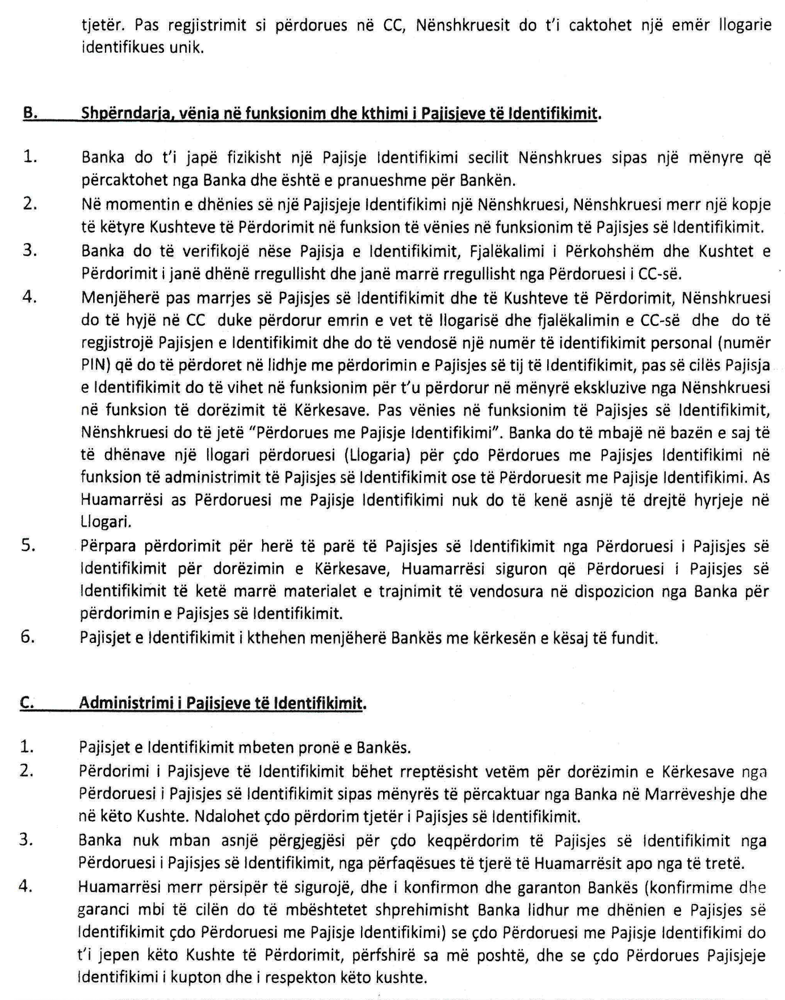 tjetër. Pas regjistrimit si përdorues në CC, Nënshkruesit do t'i caktohet një emër llogarie
identifikues unik.
B. Shpërndarja, vënia në funksionim dhe kthimi i Pajisjeve të Identifikimit.
1. Banka do t'i japë fizikisht një Pajisje Identifikimi secilit Nënshkrues sipas një mënyre që
përcaktohet nga Banka dhe është e pranueshme për Bankën.
2. Në momentin e dhënies së një Pajisjeje Identifikimi një Nënshkruesi, Nënshkruesi merr një kopje
të këtyre Kushteve të Përdorimit në funksion të vënies në funksionim të Pajisjes së Identifikimit.
3. Banka do të verifikojë nëse Pajisja e Identifikimit, Fjalëkalimi i Përkohshëm dhe Kushtet e
Përdorimit i janë dhënë rregullisht dhe janë marrë rregullisht nga Përdoruesi i CC-së.
4. Menjëherë pas marrjes së Pajisjes së Identifikimit dhe të Kushteve të Përdorimit, Nënshkruesi
do të hyjë në CC duke përdorur emrin e vet të llogarisë dhe fjalëkalimin e CC-së dhe do të
regjistrojë Pajisjen e Identifikimit dhe do të vendosë një numër të identifikimit personal (numër
PIN) që do të përdoret në lidhje me përdorimin e Pajisjes së tij të Identifikimit, pas së cilës Pajisja
e Identifikimit do të vihet në funksionim për t'u përdorur në mënyrë ekskluzive nga Nënshkruesi
në funksion të dorëzimit të Kërkesave. Pas vënies në funksionim të Pajisjes së Identifikimit,
Nënshkruesi do të jetë “Përdorues me Pajisje Identifikimi”. Banka do të mbajë në bazën e saj të
të dhënave një llogari përdoruesi (Llogaria) për çdo Përdorues me Pajisjes Identifikimi në
funksion të administrimit të Pajisjes së Identifikimit ose të Përdoruesit me Pajisje Identifikimi. As
Huamarrësi as Përdoruesi me Pajisje Identifikimi nuk do të kenë asnjë të drejtë hyrjeje në
Llogari.
5. Përpara përdorimit për herë të parë të Pajisjes së Identifikimit nga Përdoruesi i Pajisjes së
Identifikimit për dorëzimin e Kërkesave, Huamarrësi siguron që Përdoruesi i Pajisjes së
Identifikimit të ketë marrë materialet e trajnimit të vendosura në dispozicion nga Banka për
përdorimin e Pajisjes së Identifikimit.
6. Pajisjet e Identifikimit i kthehen menjëherë Bankës me kërkesën e kësaj të fundit.
C. Administrimi i Pajisjeve të Identifikimit.
1. Pajisjet e Identifikimit mbeten pronë e Bankës.
2. Përdorimi i Pajisjeve të Identifikimit bëhet rreptësisht vetëm për dorëzimin e Kërkesave nga
Përdoruesi i Pajisjes së Identifikimit sipas mënyrës të përcaktuar nga Banka në Marrëveshje dhe
në këto Kushte. Ndalohet çdo përdorim tjetër i Pajisjes së Identifikimit.
3. Banka nuk mban asnjë përgjegjësi për çdo keqpërdorim të Pajisjes së Identifikimit nga
Përdoruesi i Pajisjes së Identifikimit, nga përfaqësues të tjerë të Huamarrësit apo nga të tretë.
4. Huamarrësi merr përsipër të sigurojë, dhe i konfirmon dhe garanton Bankës (konfirmime dhe
garanci mbi të cilën do të mbështetet shprehimisht Banka lidhur me dhënien e Pajisjes së
Identifikimit çdo Përdoruesi me Pajisje Identifikimi) se çdo Përdoruesi me Pajisje Identifikimi do
t'i jepen këto Kushte të Përdorimit, përfshirë sa më poshtë, dhe se çdo Përdorues Pajisjeje
Identifikimi i kupton dhe i respekton këto kushte.